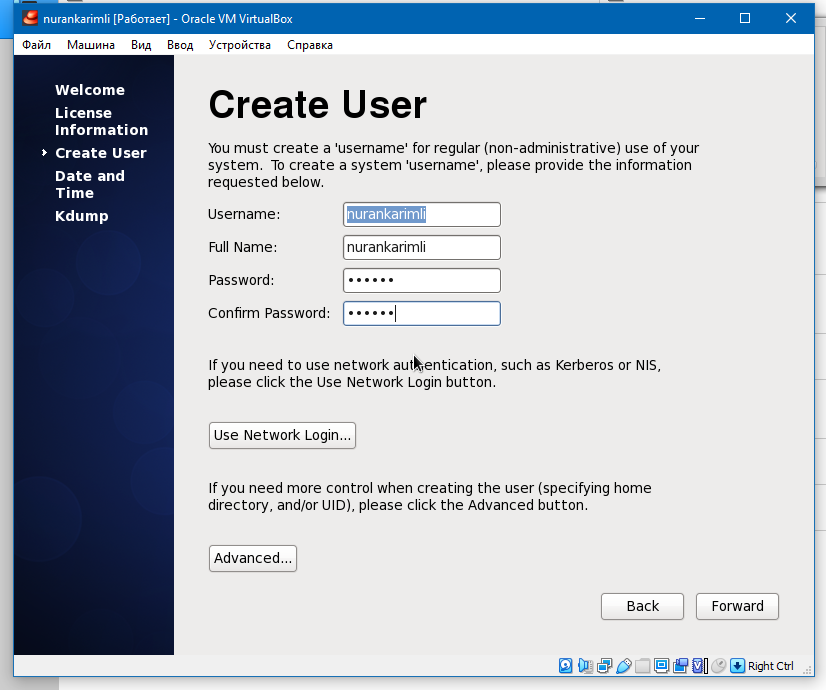 nurankarimli [Работает] - Oracle VM VirtualBox
Файл Машина Вид Ввод Устройства Справка
Welcome
License
Information
Create User
Date and
Time
Kdump
Create User
You must create a 'username' for regular (non-administrative) use of your
system. To create a system 'username', please provide the information
requested below.
Username: nurankarimli
Full Name: nurankarimli
Password: ••••••
Confirm Password: ••••••
If you need to use network authentication, such as Kerberos or NIS,
please click the Use Network Login button.
Use Network Login...
If you need more control when creating the user (specifying home
directory, and/or UID), please click the Advanced button.
Advanced...
Back Forward
Right Ctrl